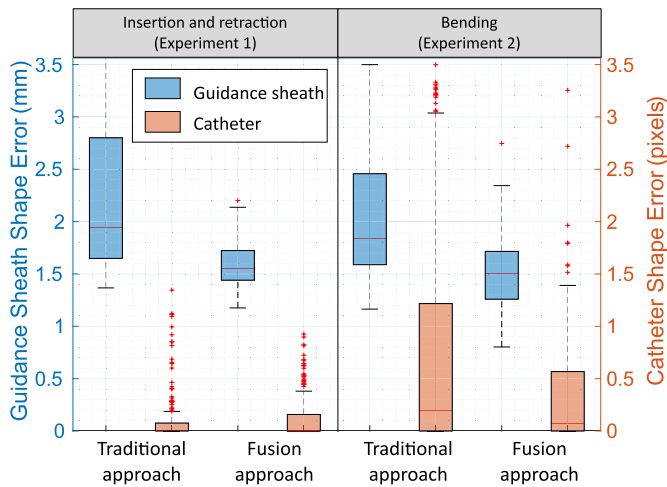 Insertion and retraction
(Experiment 1)
Bending
(Experiment 2)
Guidance Sheath Shape Error (mm)
3.5
3
2.5
2
1.5
1
0.5
0
Guidance sheath
Catheter
3.5
3
2.5
2
1.5
1
0.5
0
Catheter Shape Error (pixels)
Traditional
approach
Fusion
approach
Traditional
approach
Fusion
approach